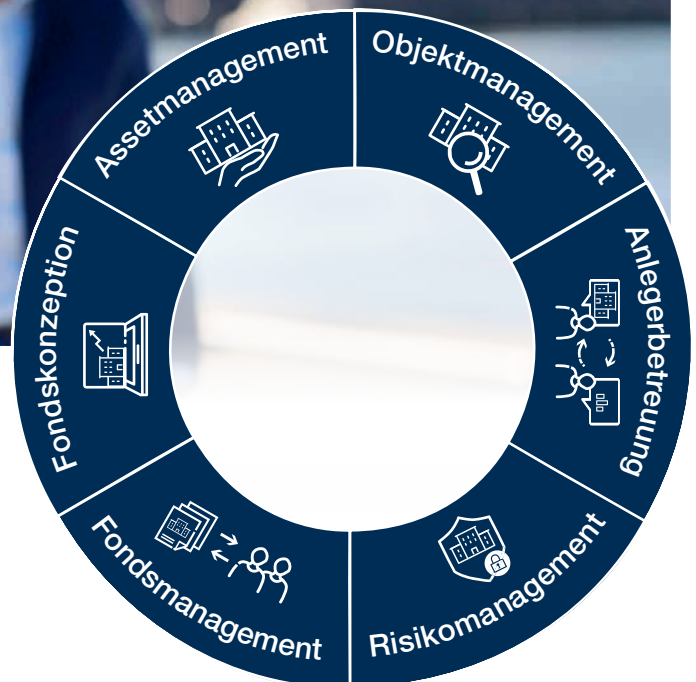 Assetmanagement
Objektmanagement
Anlegerbetreuung
Risikomanagement
Fondsmanagement
Fondskonzeption